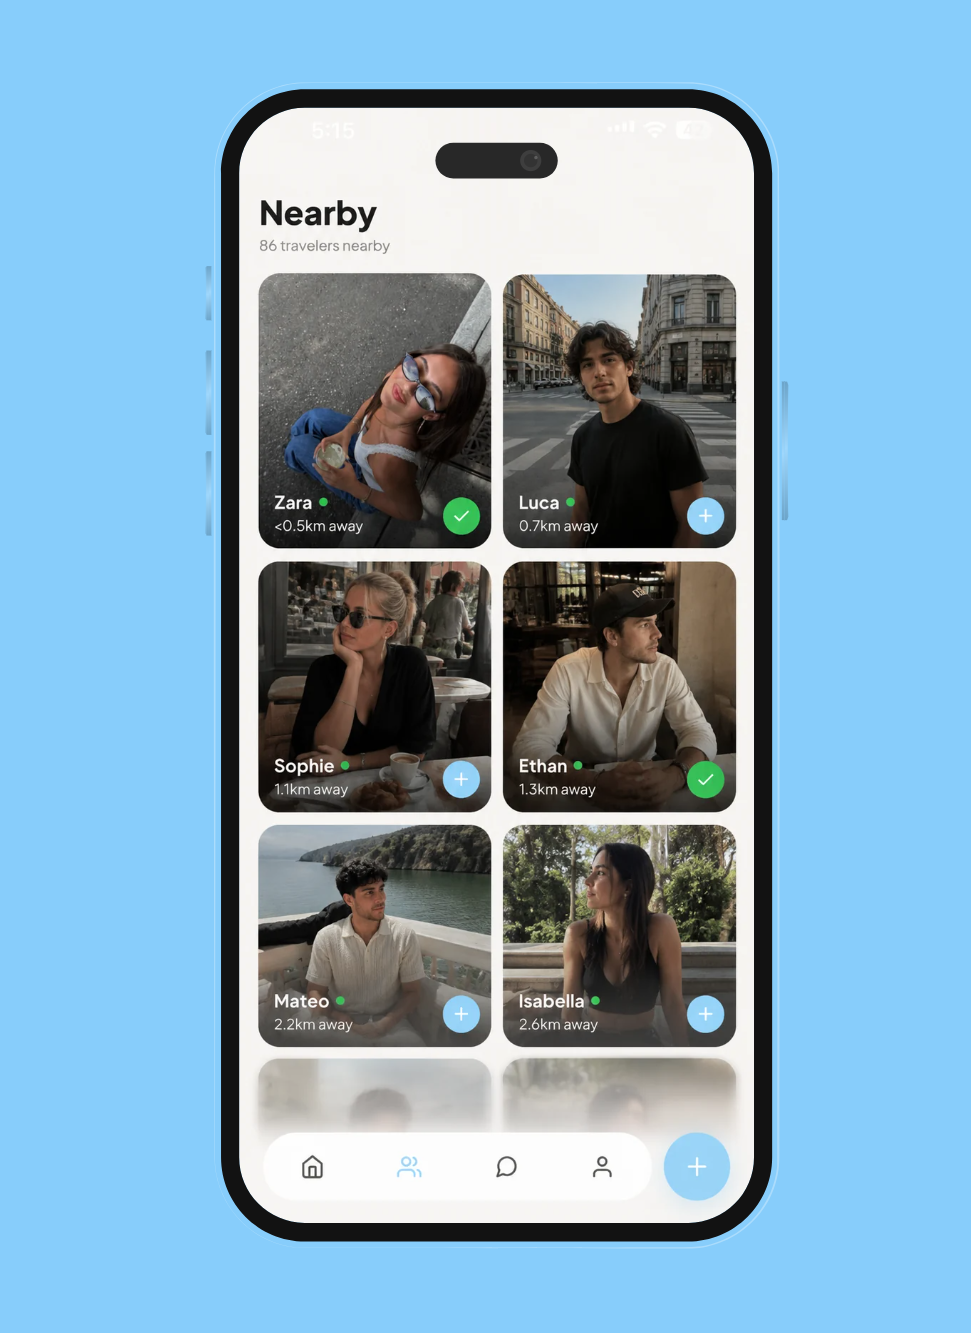 5:15
Nearby
86 travelers nearby
Zara
<0.5km away
Luca
0.7km away
Sophie
1.1km away
Ethan
1.3km away
Mateo
2.2km away
Isabella
2.6km away